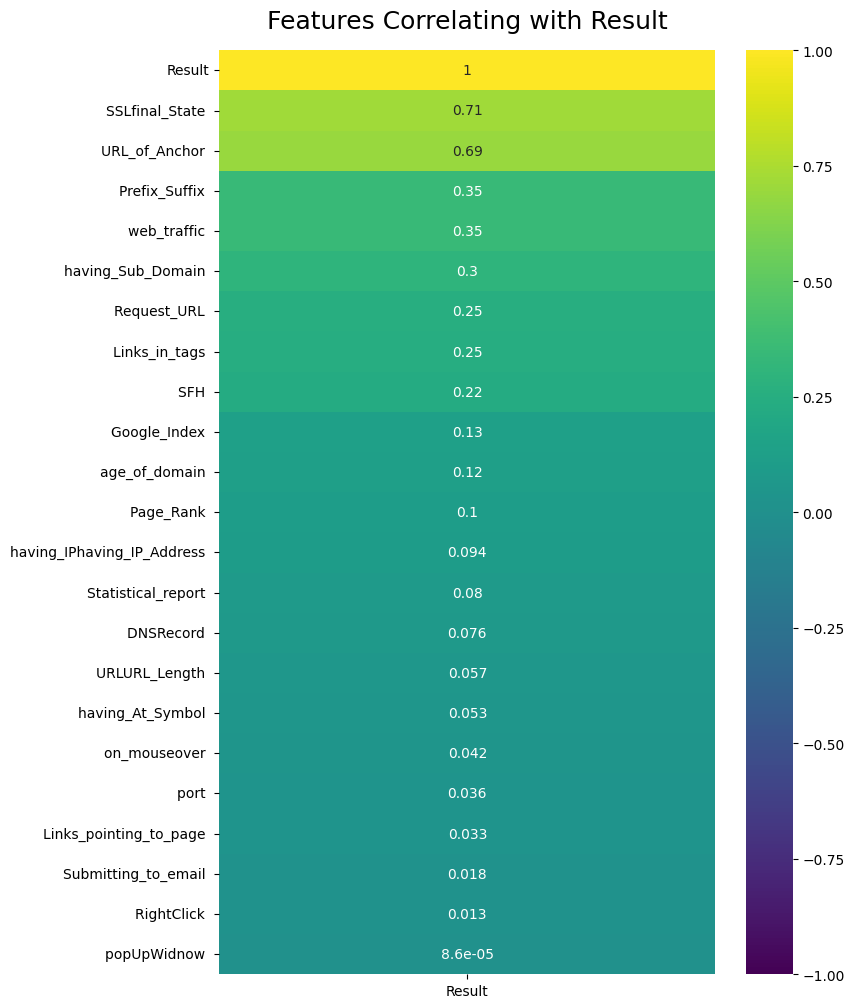 Features Correlating with Result
Result 1
SSLfinal_State 0.71
URL_of_Anchor 0.69
Prefix_Suffix 0.35
web_traffic 0.35
having_Sub_Domain 0.3
Request_URL 0.25
Links_in_tags 0.25
SFH 0.22
Google_Index 0.13
age_of_domain 0.12
Page_Rank 0.1
having_IPhaving_IP_Address 0.094
Statistical_report 0.08
DNSRecord 0.076
URLURL_Length 0.057
having_At_Symbol 0.053
on_mouseover 0.042
port 0.036
Links_pointing_to_page 0.033
Submitting_to_email 0.018
RightClick 0.013
popUpWidnow 8.6e-05
Result
1.00
0.75
0.50
0.25
0.00
−0.25
−0.50
−0.75
−1.00